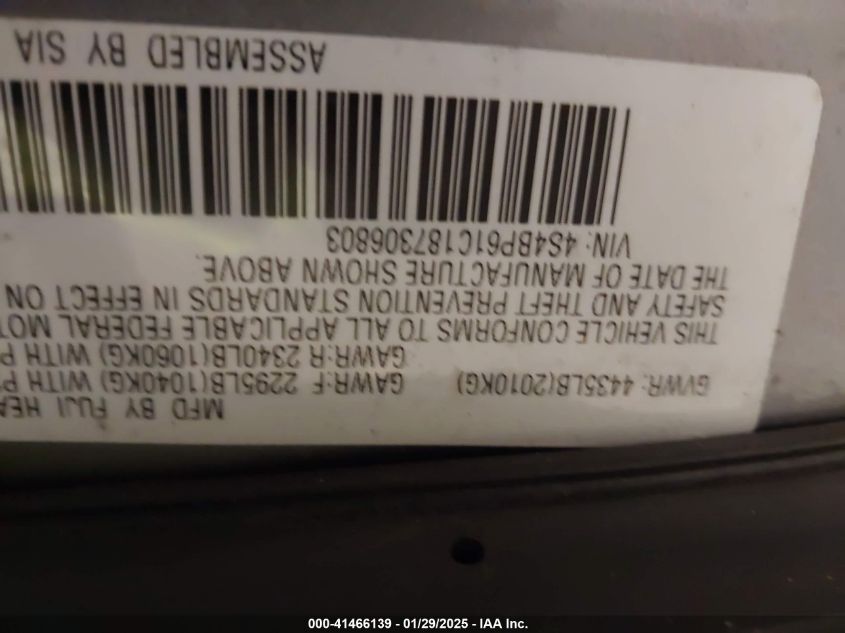 MFD BY FUJI HEA
GVWR: 4435LB(2010KG) GAWR:F 2295LB(1040KG) WITH P
GAWR:R 2340LB(1060KG) WITH P
THIS VEHICLE CONFORMS TO ALL APPLICABLE FEDERAL MOT
SAFETY AND THEFT PREVENTION STANDARDS IN EFFECT ON
THE DATE OF MANUFACTURE SHOWN ABOVE.
VIN: 4S4BP61C187306803
ASSEMBLED BY SIA
000-41466139 - 01/29/2025 - IAA Inc.